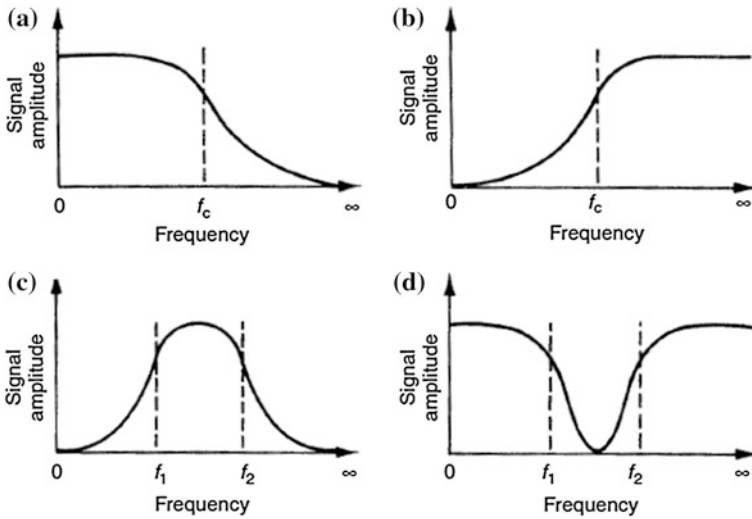 (a)
Signal
amplitude
0
f_c
∞
Frequency
(b)
Signal
amplitude
0
f_c
∞
Frequency
(c)
Signal
amplitude
0
f_1
f_2
∞
Frequency
(d)
Signal
amplitude
0
f_1
f_2
∞
Frequency